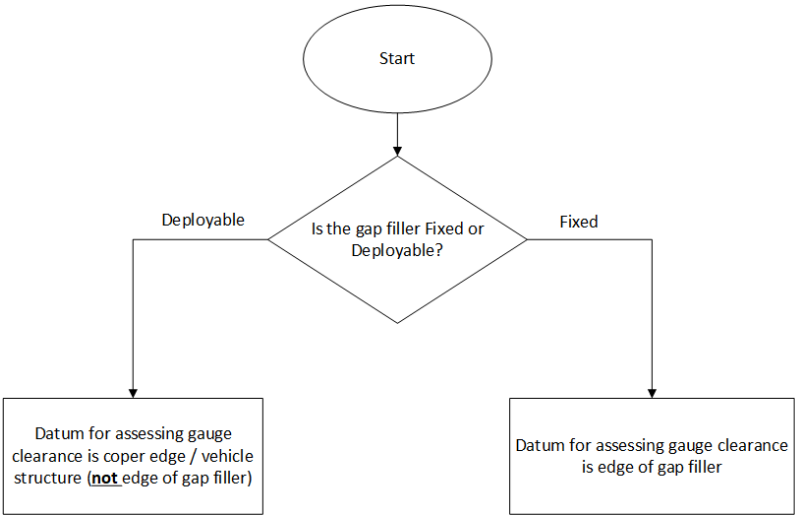 Start
Is the gap filler Fixed or
Deployable?
Deployable
Fixed
Datum for assessing gauge
clearance is coper edge / vehicle
structure (not edge of gap filler)
Datum for assessing gauge clearance
is edge of gap filler